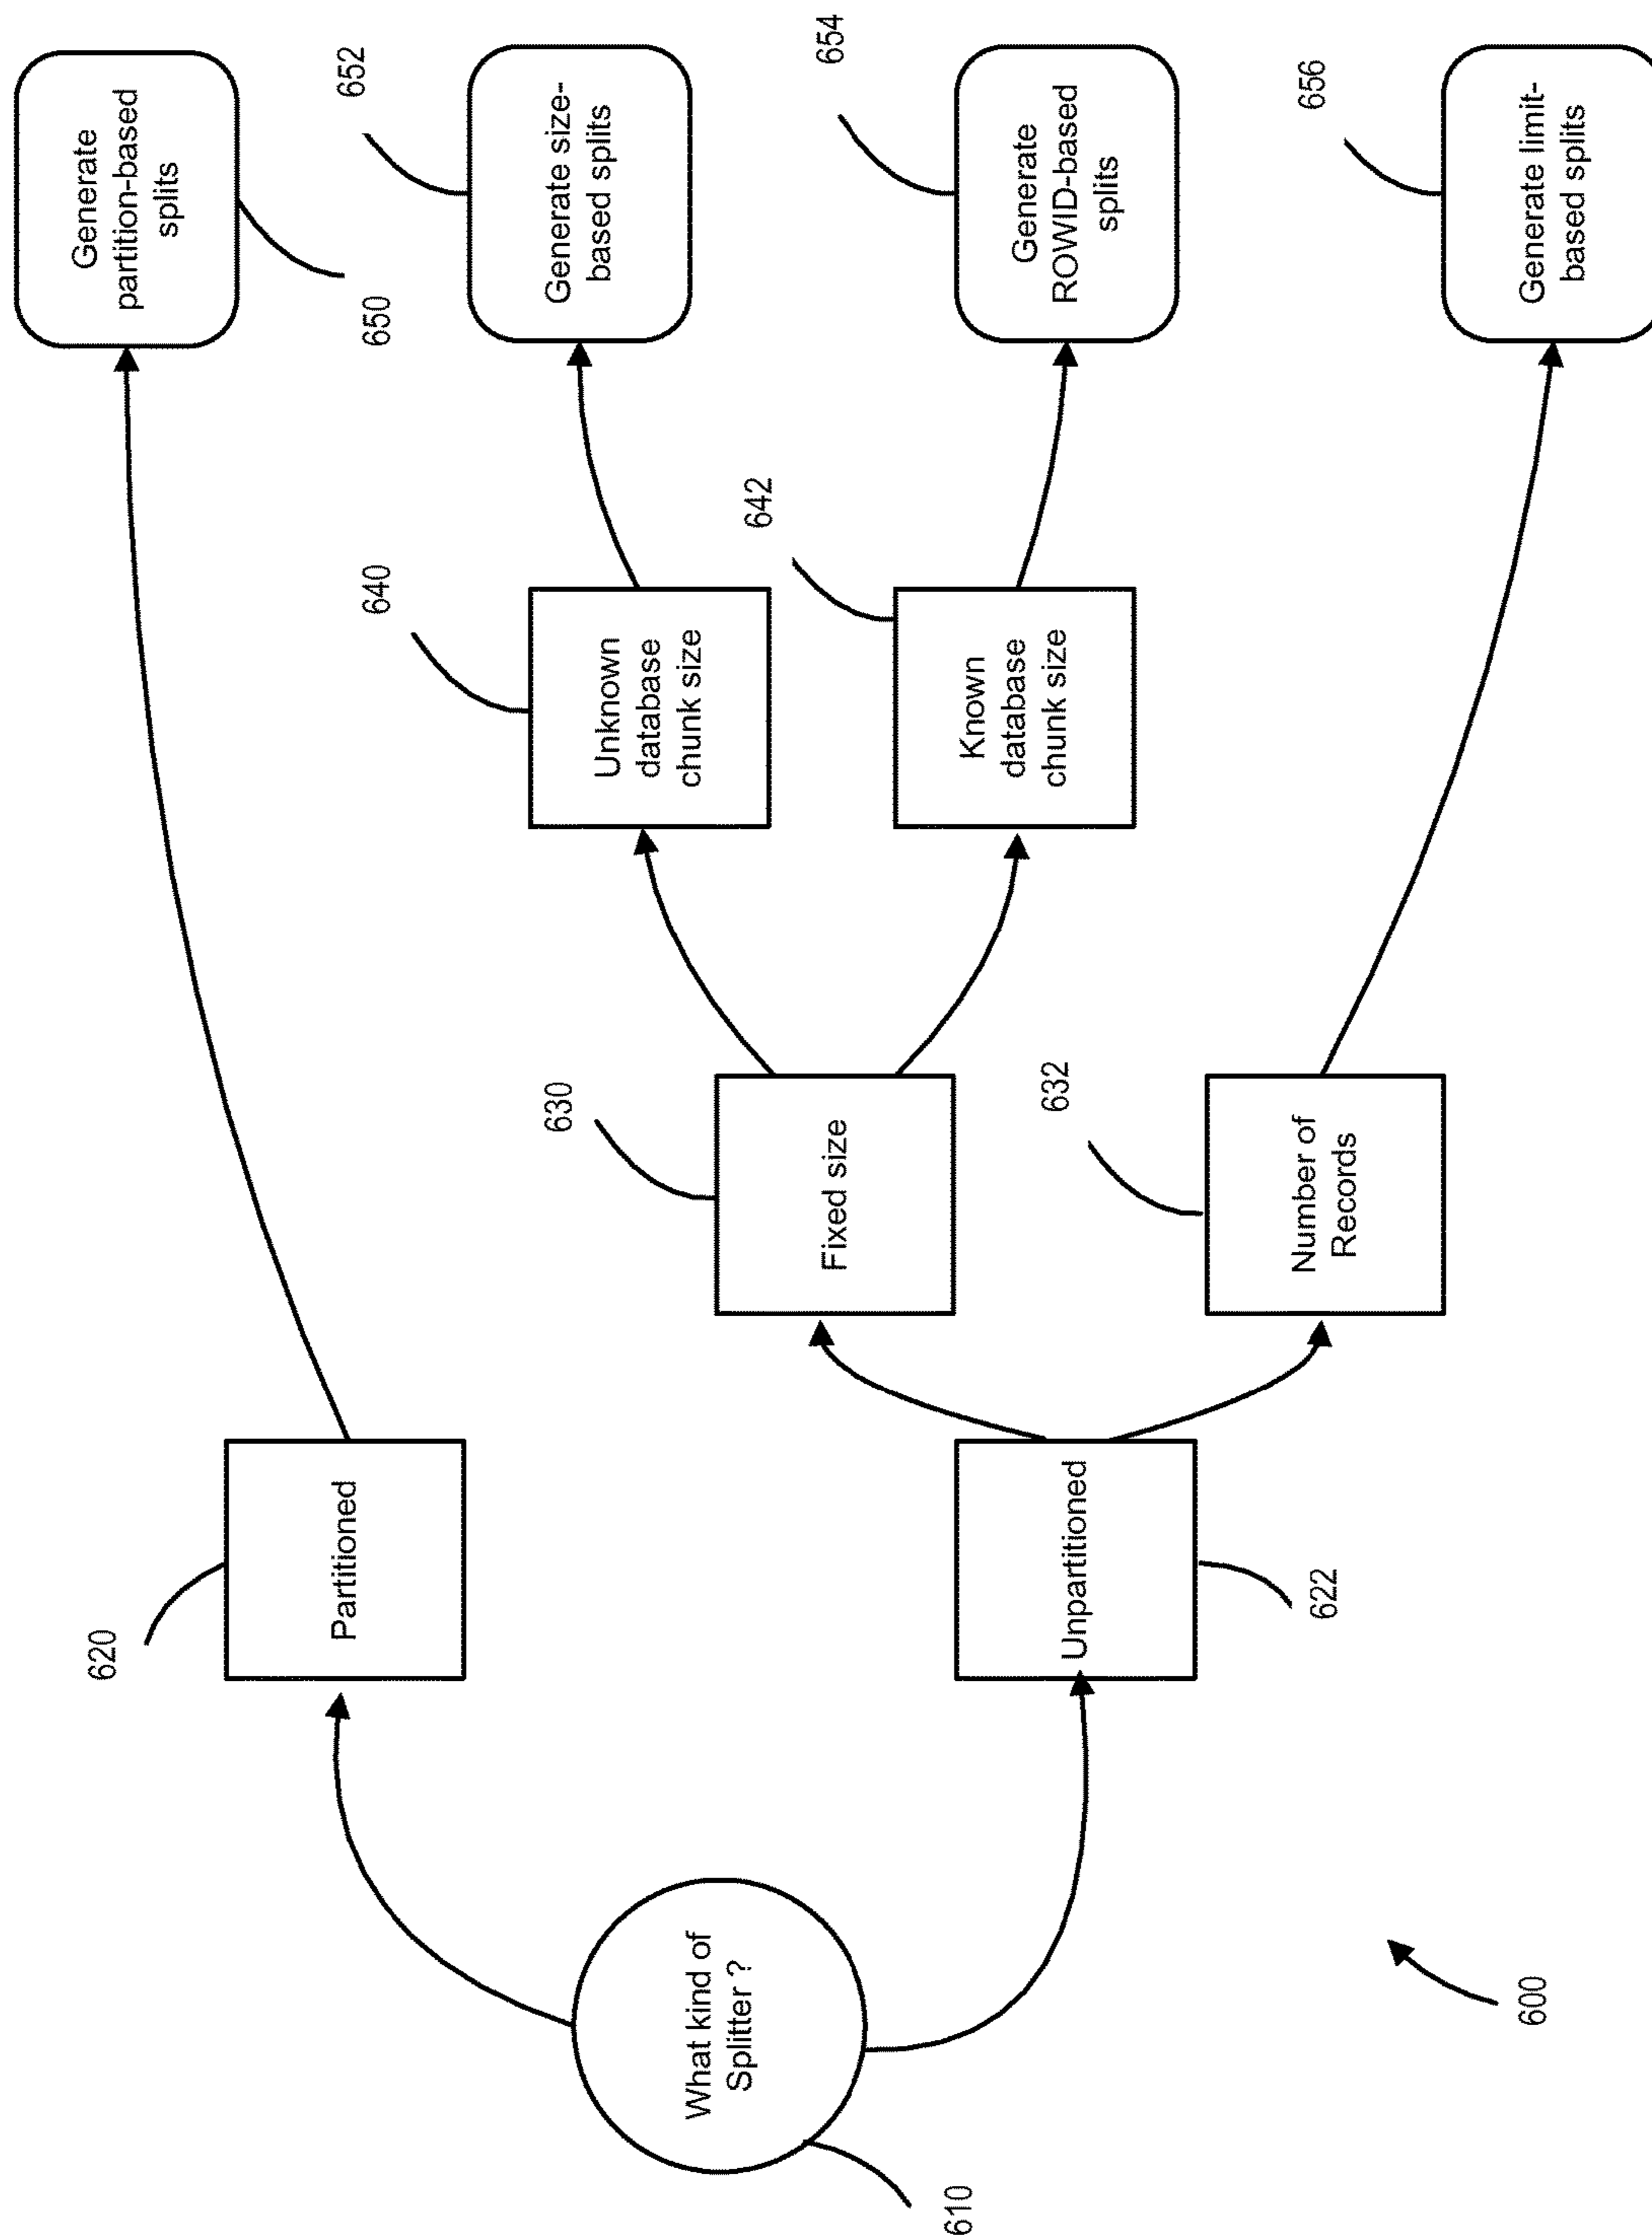 What kind of
Splitter ?
610
620
Partitioned
Unpartitioned
622
630
Fixed size
632
Number of
Records
640
Unknown
database
chunk size
642
Known
database
chunk size
Generate
partition-based
splits
650
652
Generate size-
based splits
654
Generate
ROWID-based
splits
656
Generate limit-
based splits
600